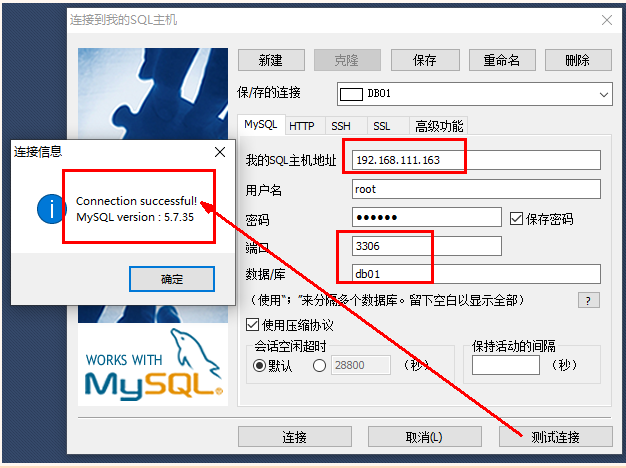 连接到我的SQL主机
新建 克隆 保存 重命名 删除
保/存的连接 DB01
MySQL HTTP SSH SSL 高级功能
我的SQL主机地址 192.168.111.163
用户名 root
密码 ●●●●●● 保存密码
端口 3306
数据/库 db01
(使用“;”来分隔多个数据库。留下空白以显示全部) ?
使用压缩协议
会话空闲超时 保持活动的间隔
默认 28800 (秒) (秒)
连接 取消(L) 测试连接
连接信息
Connection successful!
MySQL version : 5.7.35
确定
WORKS WITH
MySQL®